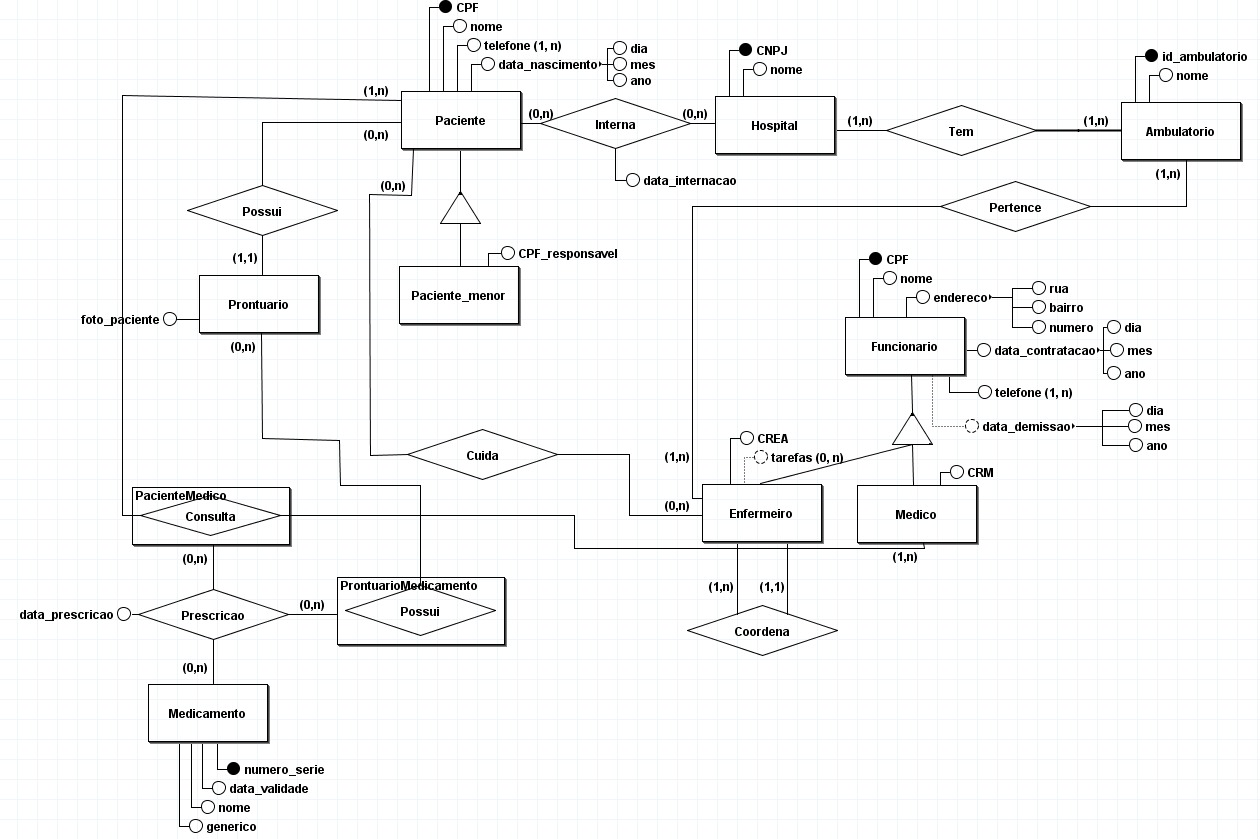 CPF
nome
telefone (1, n)
data_nascimento
dia
mes
ano
CNPJ
nome
id_ambulatorio
nome
(1,n)
(0,n)
Paciente
(0,n)
Interna
(0,n)
Hospital
(1,n)
Tem
(1,n)
Ambulatorio
(0,n)
data_internacao
(1,n)
Possui
Pertence
(1,1)
CPF_responsavel
Paciente_menor
Prontuario
foto_paciente
(0,n)
CPF
nome
endereco
rua
bairro
numero
Funcionario
data_contratacao
dia
mes
ano
telefone (1, n)
data_demissao
dia
mes
ano
CREA
tarefas (0, n)
(1,n)
Cuida
CRM
(0,n)
Enfermeiro
Medico
PacienteMedico
Consulta
(0,n)
(1,n)
(1,n)
(1,1)
ProntuarioMedicamento
Possui
data_prescricao
Prescricao
(0,n)
Coordena
(0,n)
Medicamento
numero_serie
data_validade
nome
generico